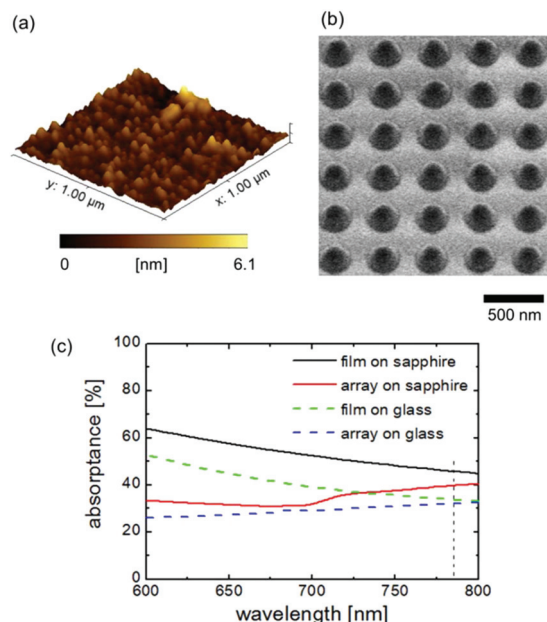 (a)
y: 1.00 μm
x: 1.00 μm
0 [nm] 6.1
(b)
500 nm
(c)
absorptance [%]
100
80
60
40
20
0
film on sapphire
array on sapphire
film on glass
array on glass
600 650 700 750 800
wavelength [nm]